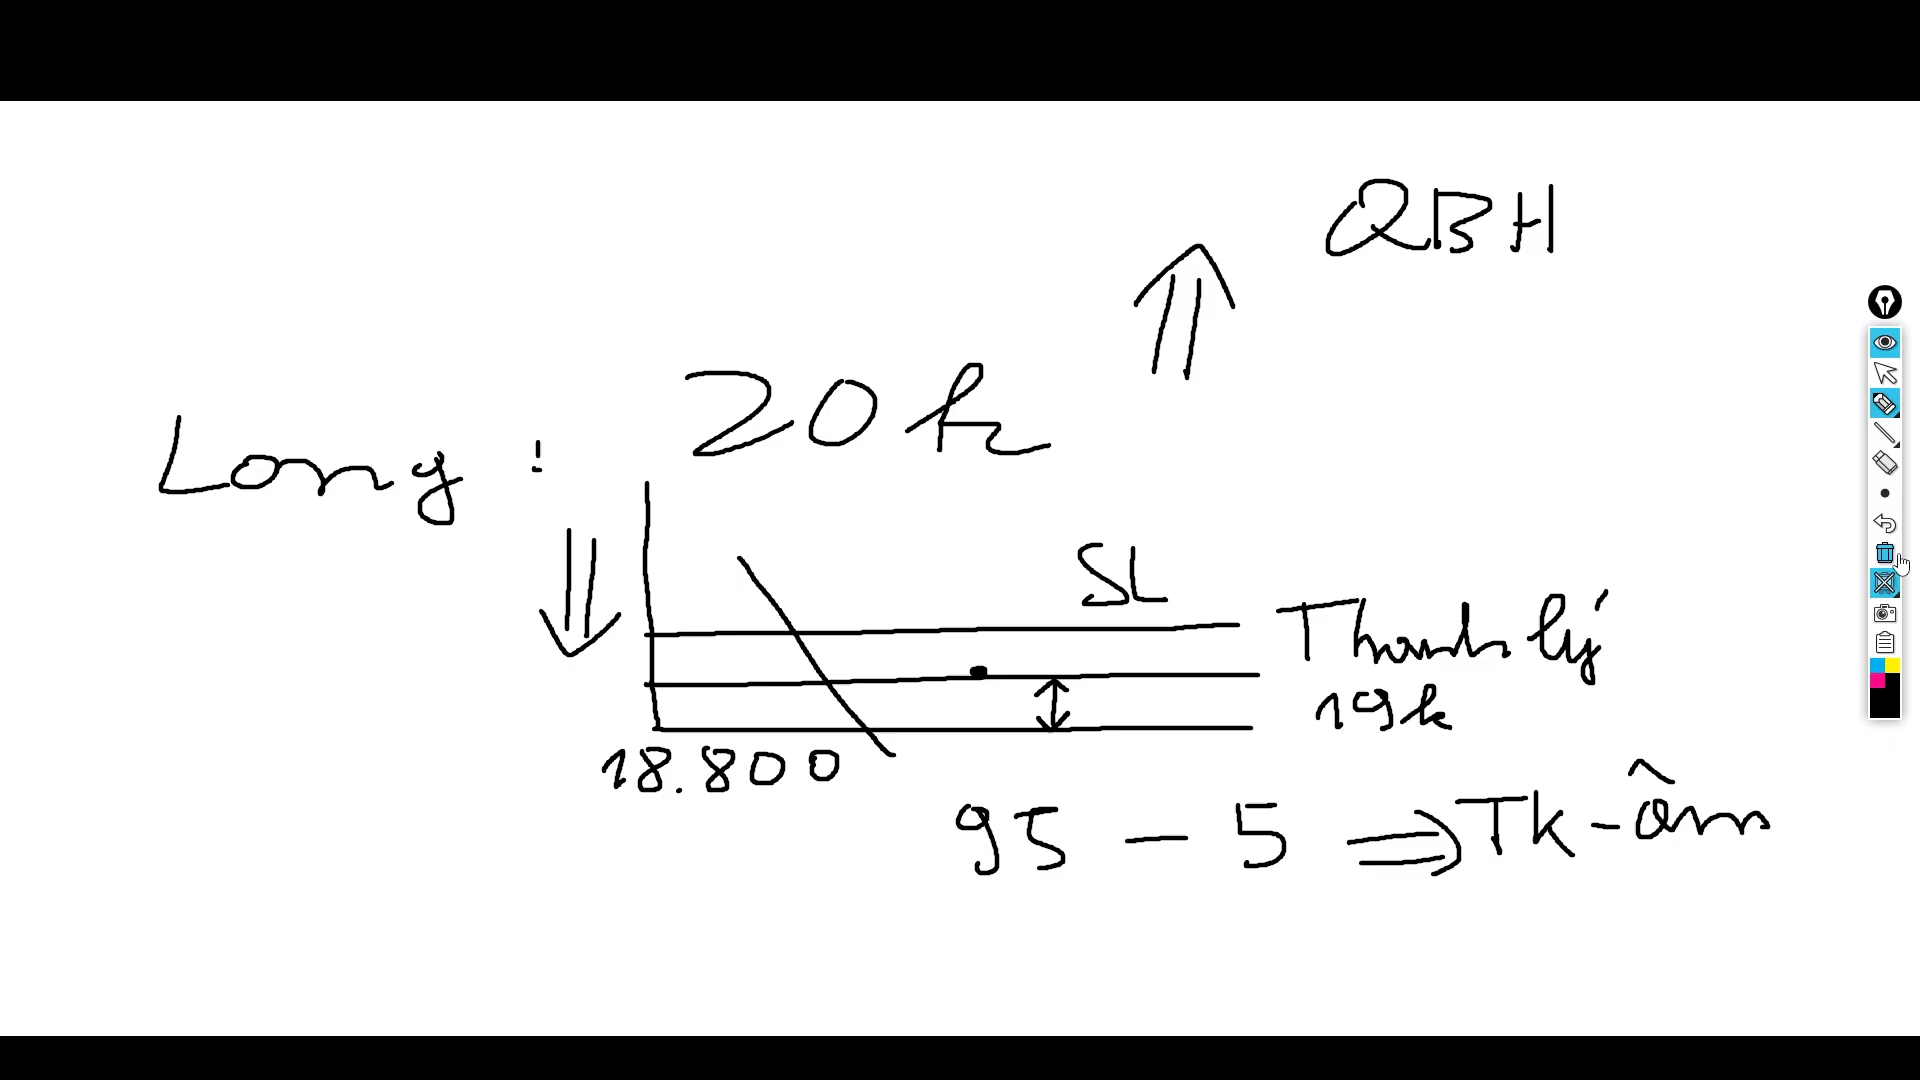 QBH
20k
Long :
SL
Thanh lý
19k
18.800
95 - 5 ⇒ Tk - âm